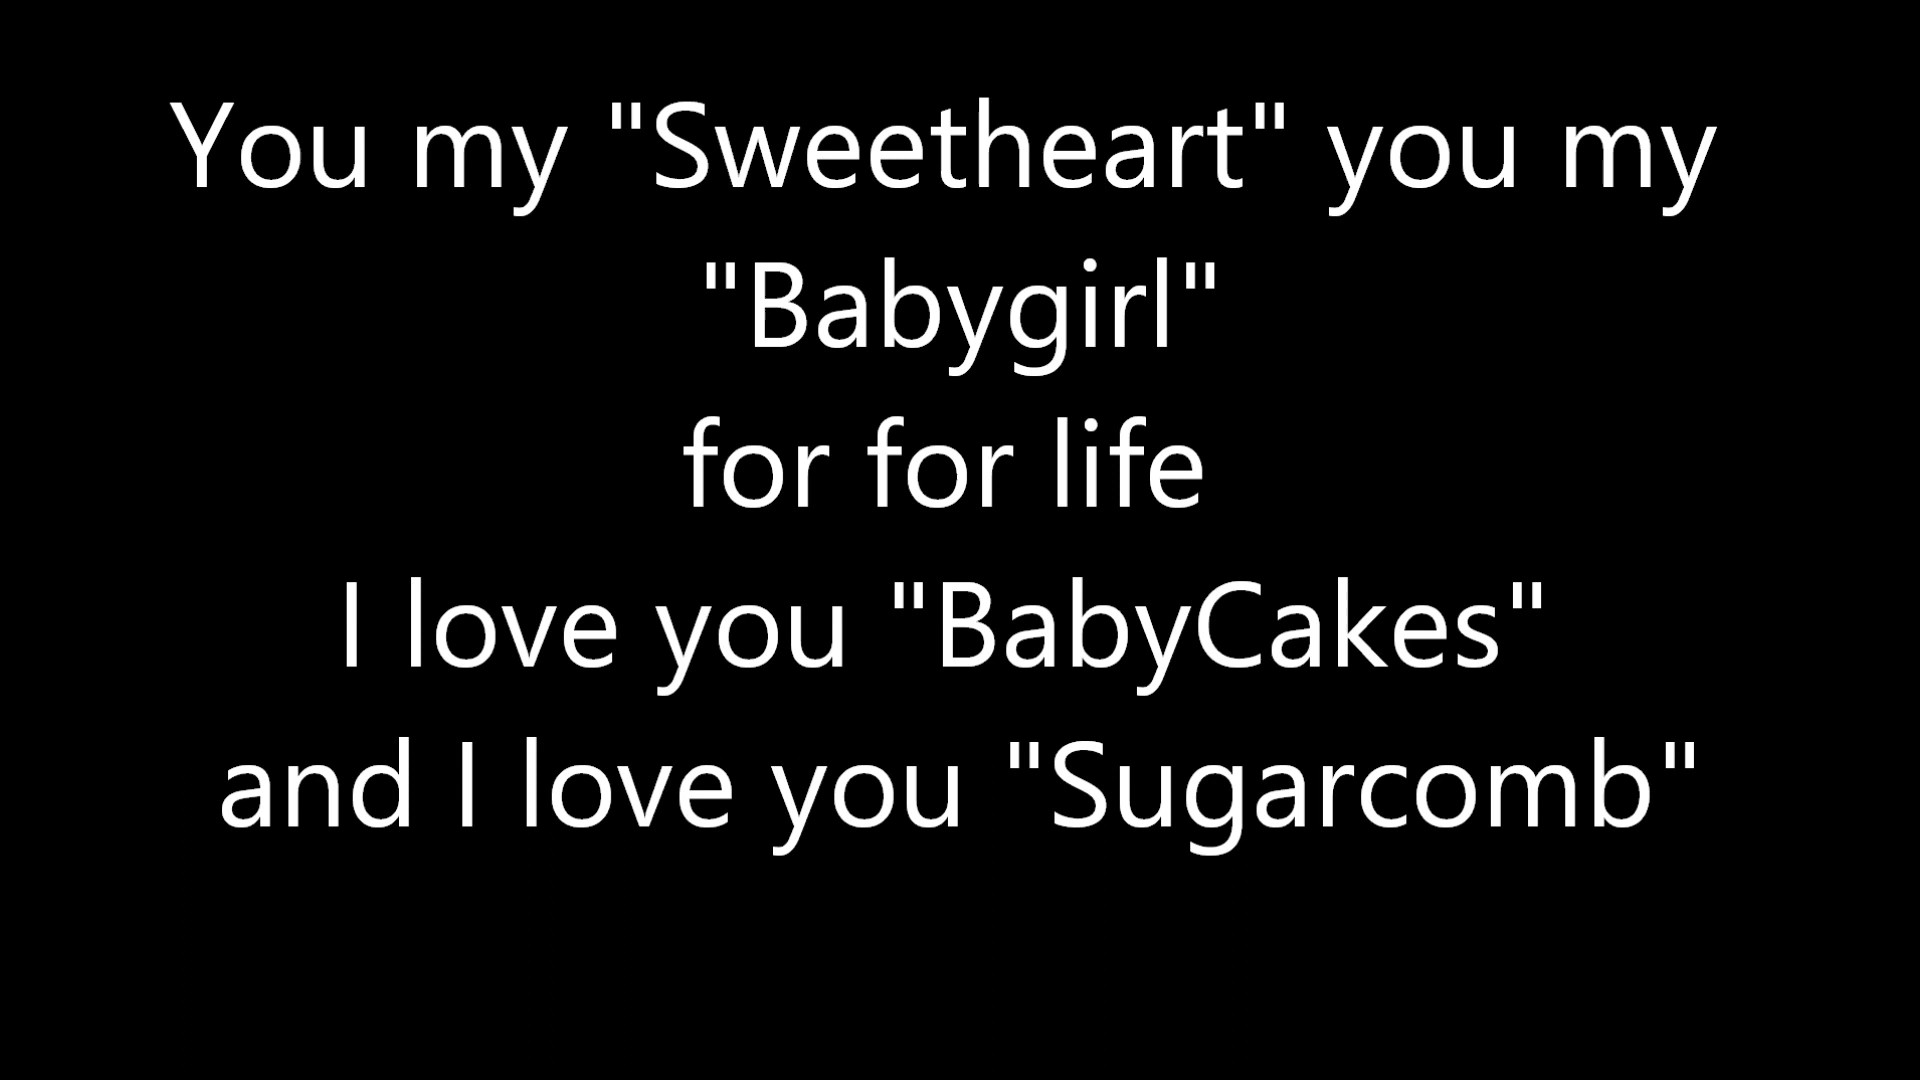 You my "Sweetheart" you my
"Babygirl"
for for life
I love you "BabyCakes"
and I love you "Sugarcomb"